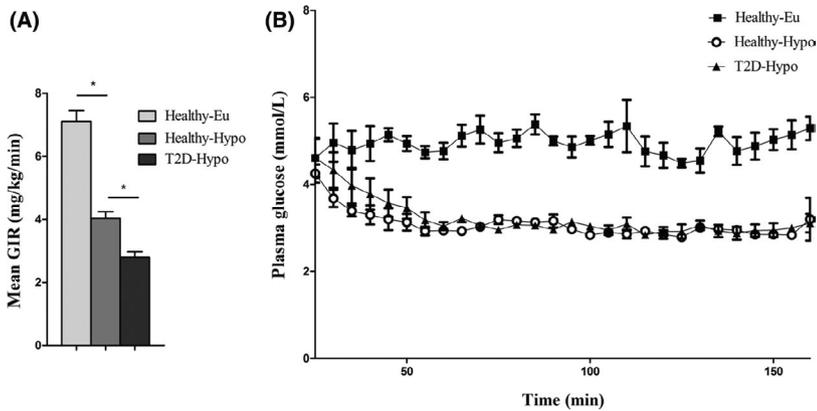 (A)
Mean GIR (mg/kg/min)
8
6
4
2
0
*
*
Healthy-Eu
Healthy-Hypo
T2D-Hypo
(B)
Plasma glucose (mmol/L)
8
6
4
2
0
50
100
150
Time (min)
Healthy-Eu
Healthy-Hypo
T2D-Hypo